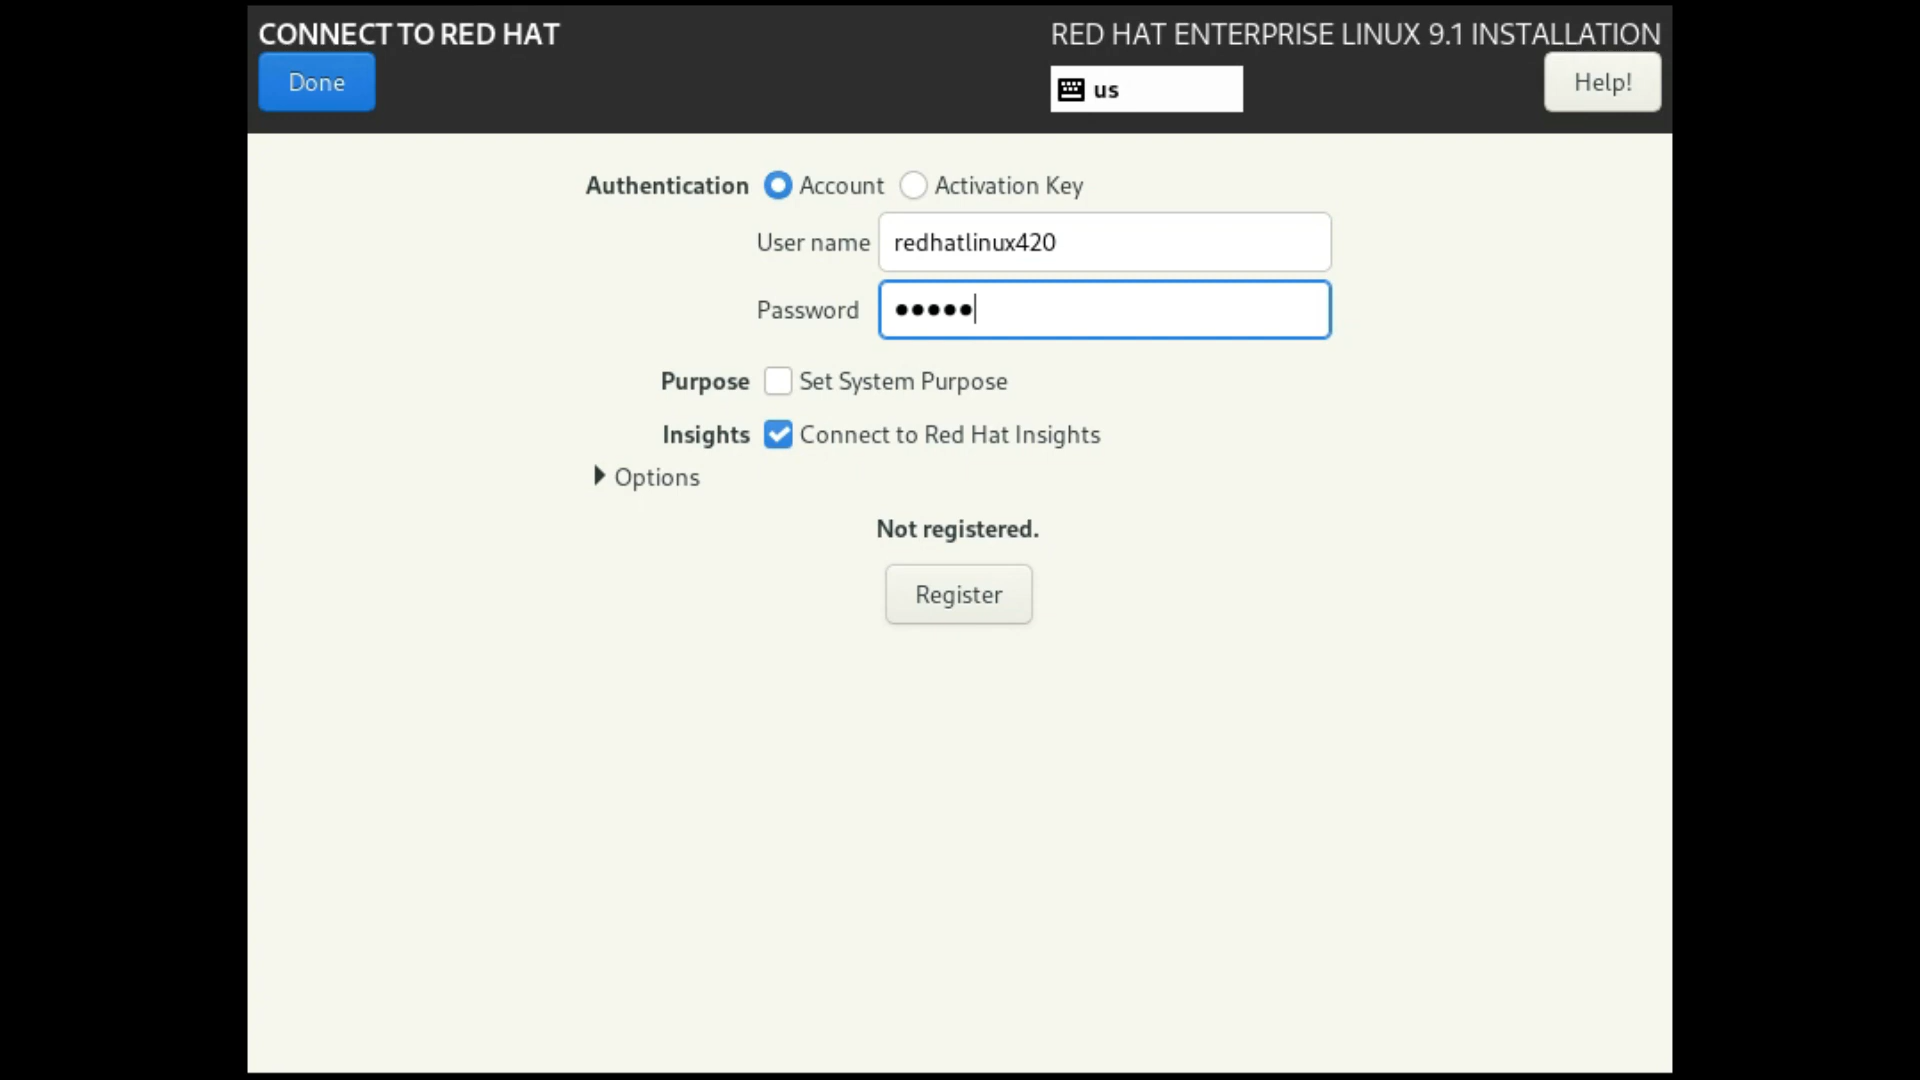 CONNECT TO RED HAT
RED HAT ENTERPRISE LINUX 9.1 INSTALLATION
Done
us
Help!
Authentication Account Activation Key
User name redhatlinux420
Password ●●●●●
Purpose Set System Purpose
Insights Connect to Red Hat Insights
Options
Not registered.
Register